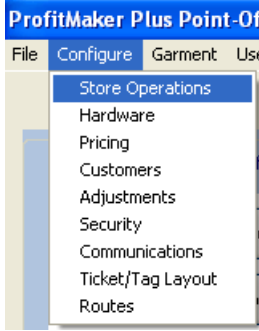 ProfitMaker Plus Point-Of
File Configure Garment Use
Store Operations
Hardware
Pricing
Customers
Adjustments
Security
Communications
Ticket/Tag Layout
Routes